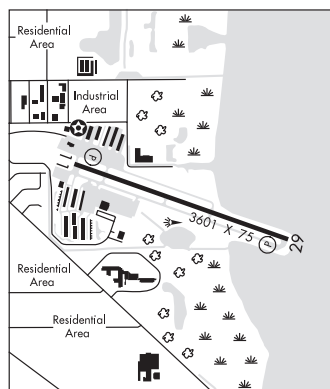 Residential
Area
Industrial
Area
P
3601 X 75
P
29
Residential
Area
Residential
Area